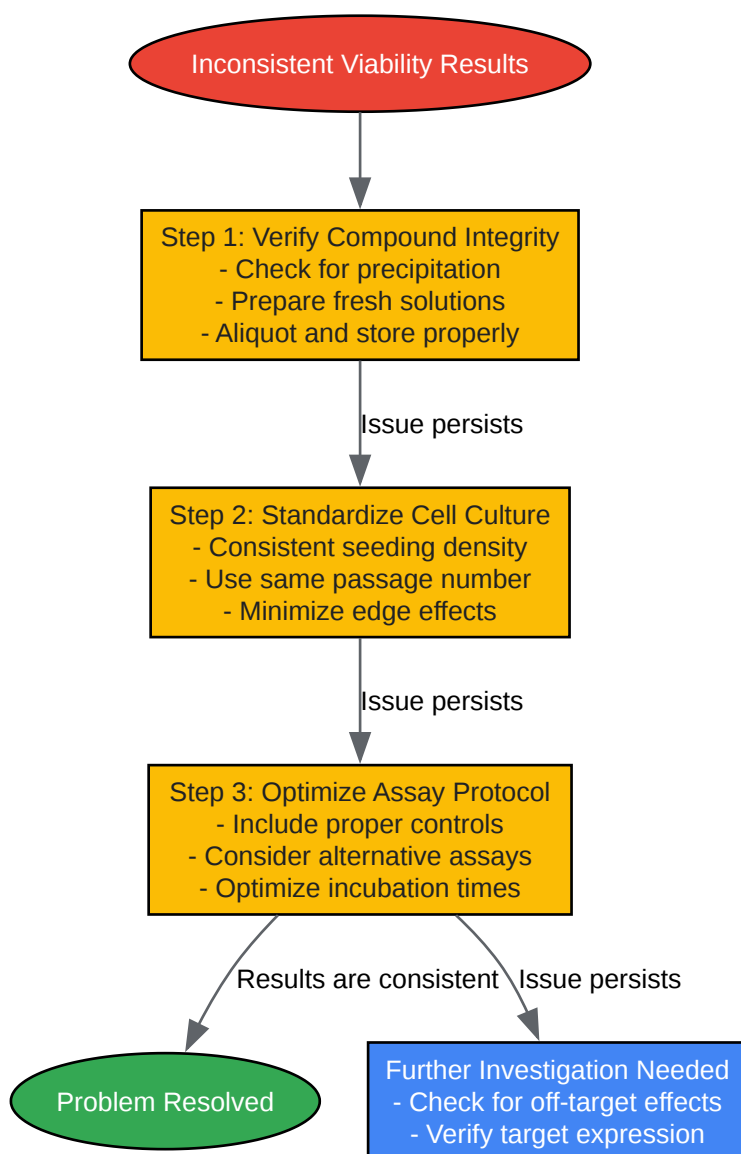 Inconsistent Viability Results
Step 1: Verify Compound Integrity
- Check for precipitation
- Prepare fresh solutions
- Aliquot and store properly
Issue persists
Step 2: Standardize Cell Culture
- Consistent seeding density
- Use same passage number
- Minimize edge effects
Issue persists
Step 3: Optimize Assay Protocol
- Include proper controls
- Consider alternative assays
- Optimize incubation times
Results are consistent
Issue persists
Problem Resolved
Further Investigation Needed
- Check for off-target effects
- Verify target expression